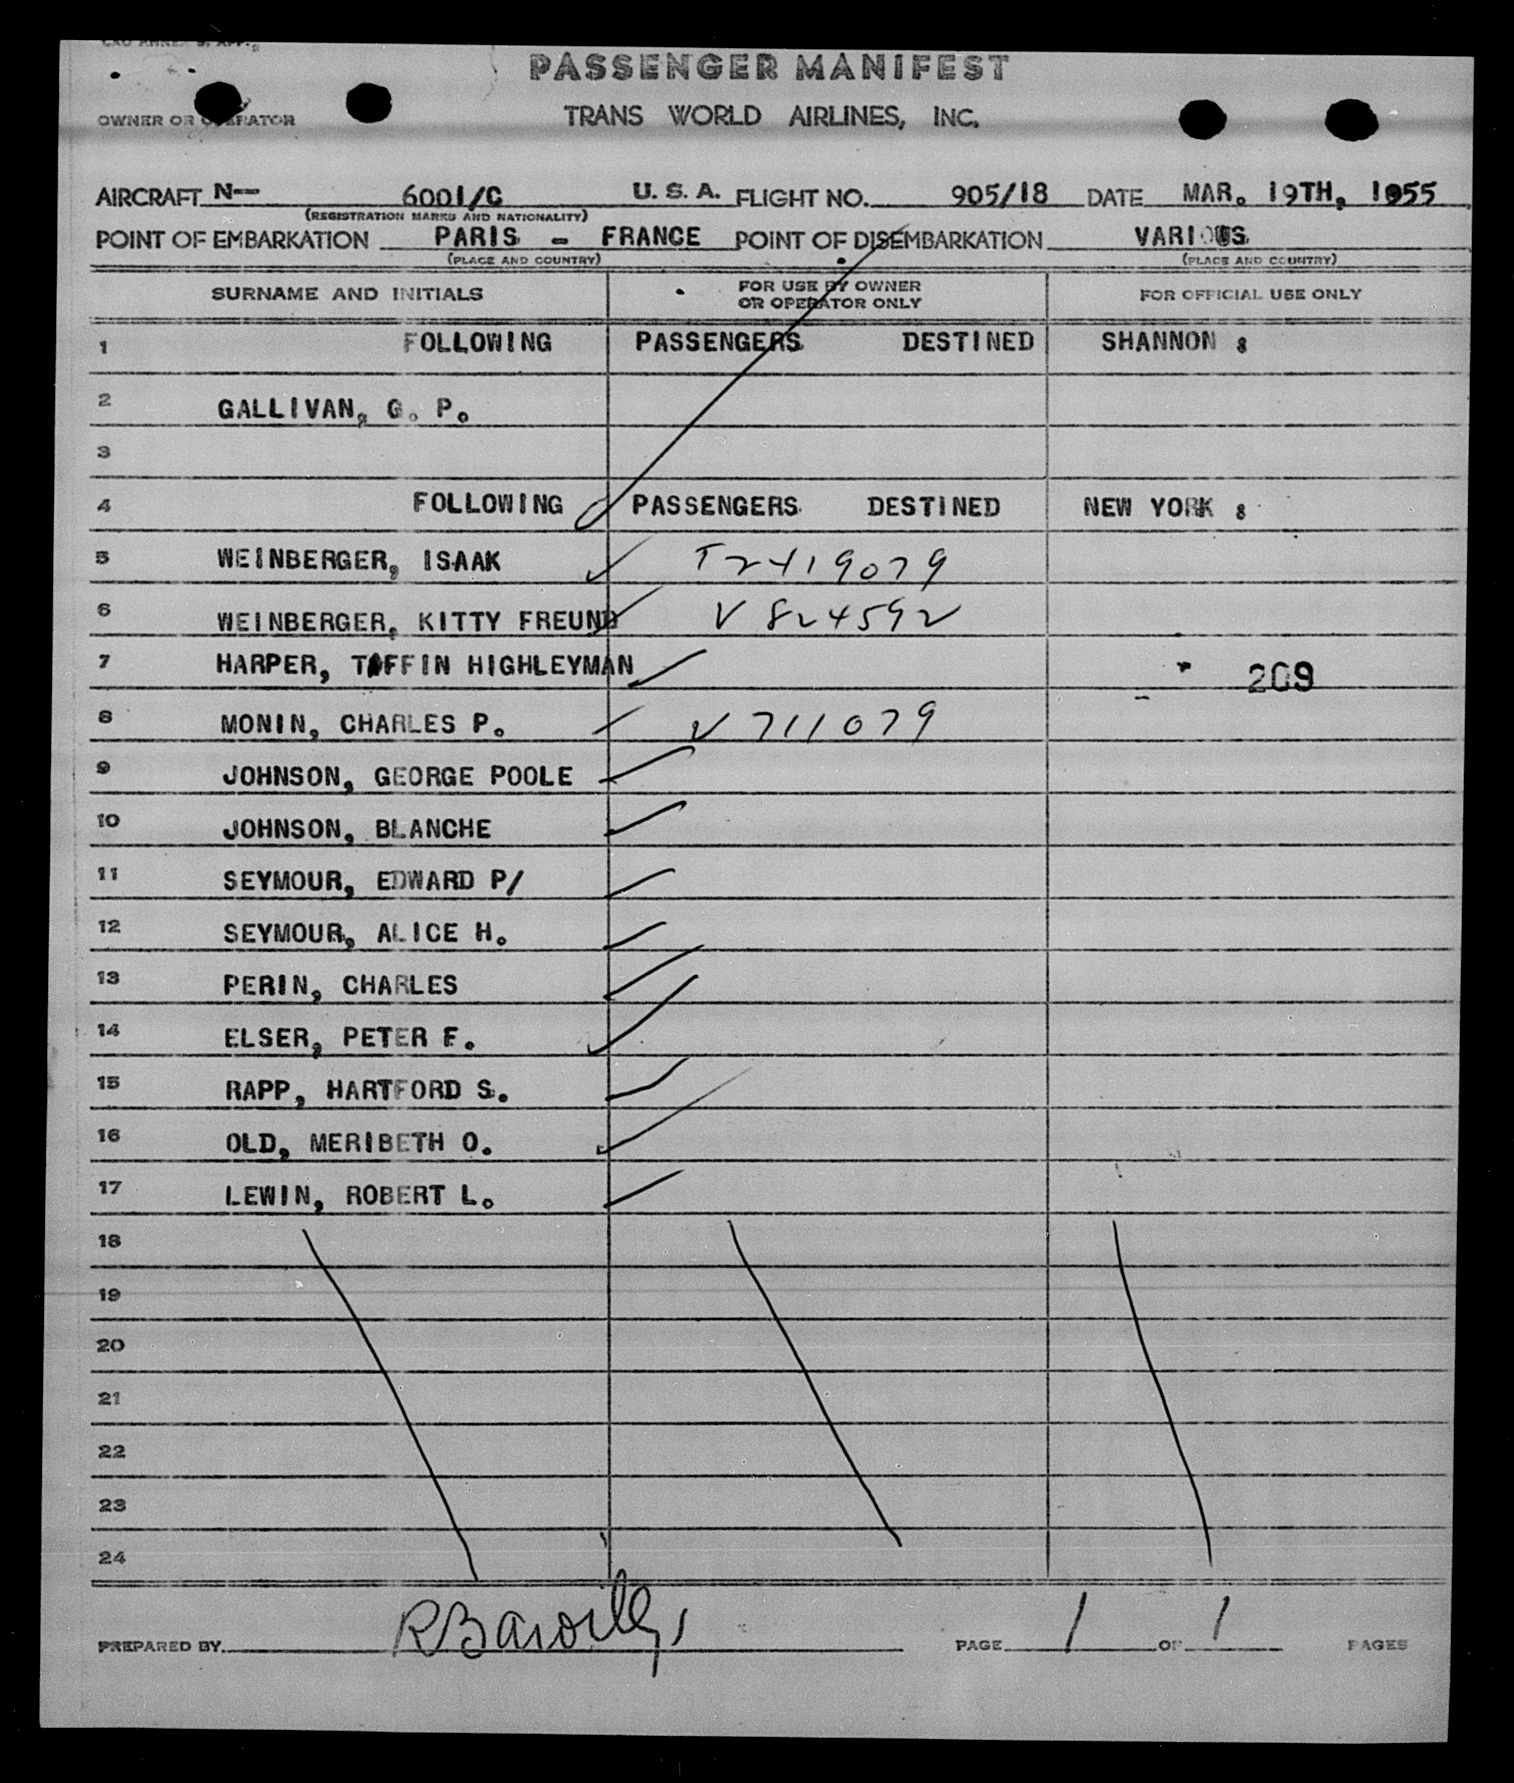 PASSENGER MANIFEST
OWNER OR OPERATOR TRANS WORLD AIRLINES, INC.
AIRCRAFT N-- 6001/C U. S. A. FLIGHT NO. 905/18 DATE MAR. 19TH, 1955
(REGISTRATION MARKS AND NATIONALITY)
POINT OF EMBARKATION PARIS - FRANCE POINT OF DISEMBARKATION VARIOUS
(PLACE AND COUNTRY) (PLACE AND COUNTRY)
SURNAME AND INITIALS FOR USE BY OWNER OR OPERATOR ONLY FOR OFFICIAL USE ONLY
1 FOLLOWING PASSENGERS DESTINED SHANNON :
2 GALLIVAN, G. P.
3
4 FOLLOWING PASSENGERS DESTINED NEW YORK :
5 WEINBERGER, ISAAK T2419079
6 WEINBERGER, KITTY FREUND V 824592
7 HARPER, TAFFIN HIGHLEYMAN 209
8 MONIN, CHARLES P. V 711079
9 JOHNSON, GEORGE POOLE
10 JOHNSON, BLANCHE
11 SEYMOUR, EDWARD P/
12 SEYMOUR, ALICE H.
13 PERIN, CHARLES
14 ELSER, PETER F.
15 RAPP, HARTFORD S.
16 OLD, MERIBETH O.
17 LEWIN, ROBERT L.
18
19
20
21
22
23
24
PREPARED BY PAGE 1 OF 1 PAGES